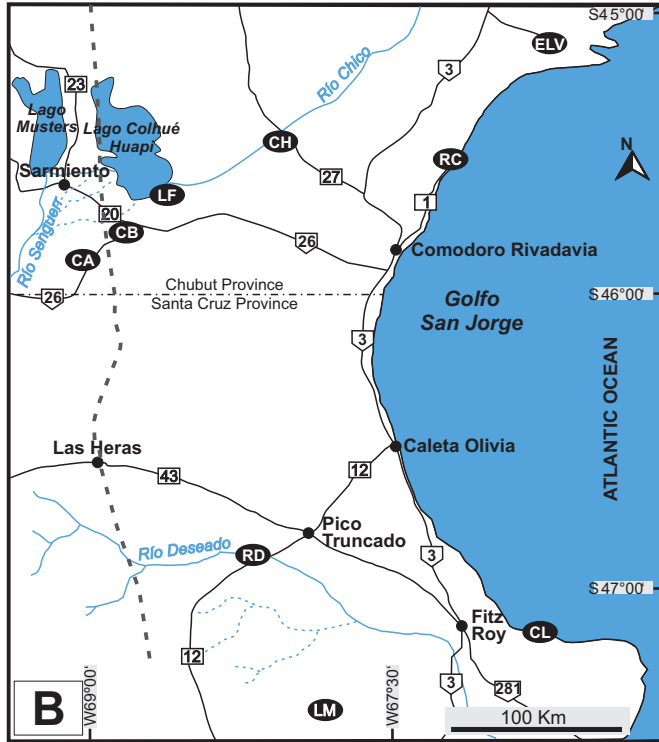 S45°00'
ELV
3
23
Río Chico
Lago
Musters
Lago Colhué
Huapí
CH
RC
N
Sarmiento
27
LF
1
20
CB
26
Río Senguerr
Comodoro Rivadavia
CA
Chubut Province
26
Santa Cruz Province
S46°00'
Golfo
San Jorge
3
ATLANTIC OCEAN
Las Heras
Caleta Olivia
12
43
Pico
Truncado
Río Deseado
RD
3
S47°00'
Fitz
Roy
CL
12
3
281
B
W69°00'
LM
W67°30'
100 Km